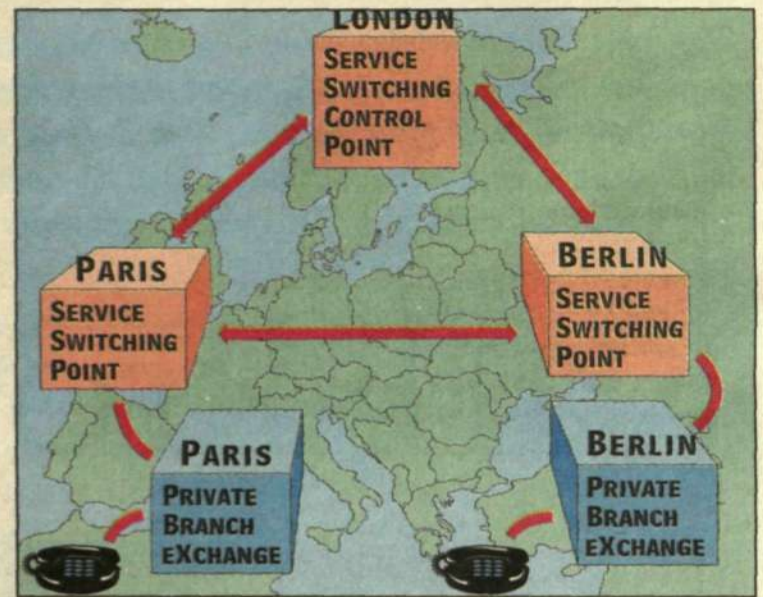 LONDON
SERVICE
SWITCHING
CONTROL
POINT
PARIS
SERVICE
SWITCHING
POINT
BERLIN
SERVICE
SWITCHING
POINT
PARIS
PRIVATE
BRANCH
EXCHANGE
BERLIN
PRIVATE
BRANCH
eXCHANGE